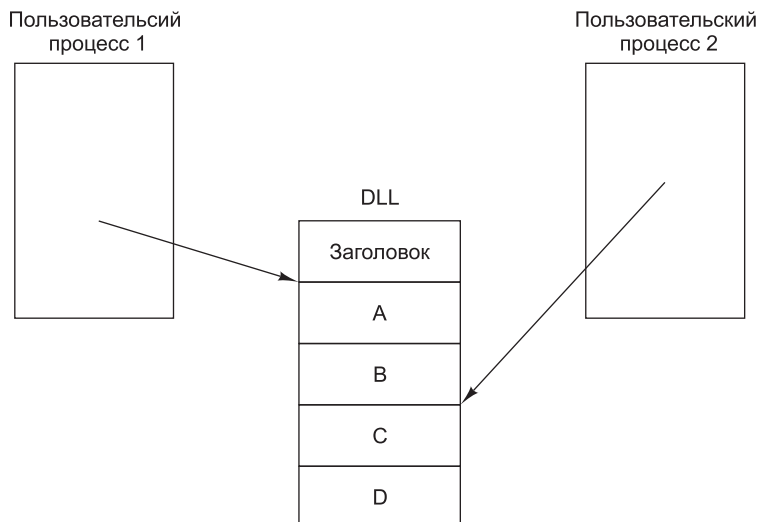 Пользовательсий
процесс 1
Пользовательский
процесс 2
DLL
Заголовок
A
B
C
D